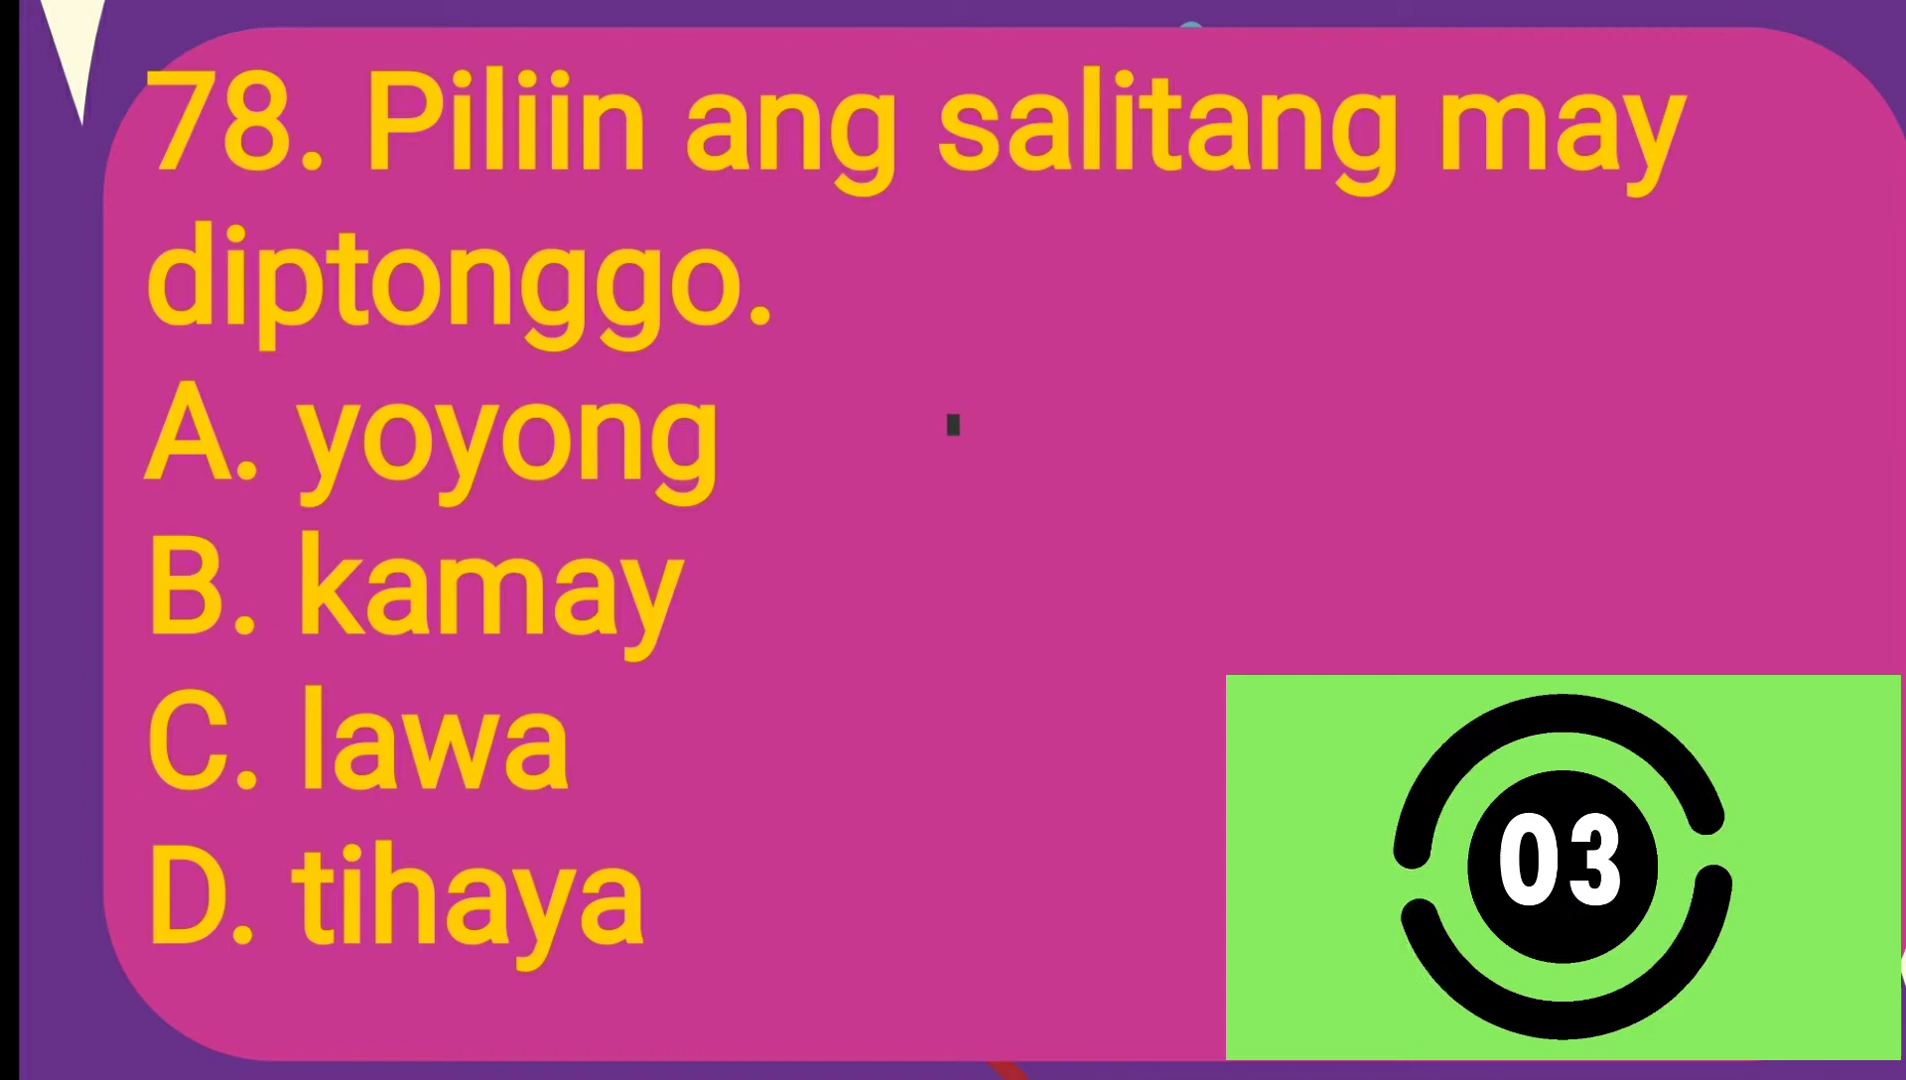 78. Piliin ang salitang may
diptonggo.
A. yoyong
B. kamay
C. lawa
D. tihaya
03